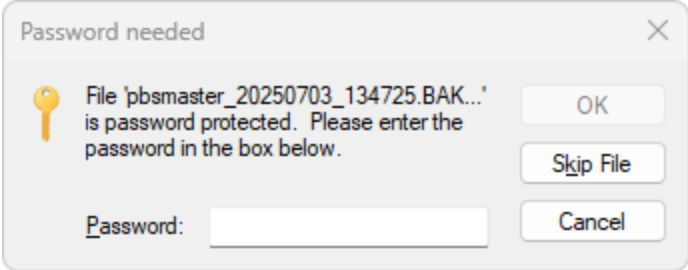 Password needed
File 'pbsmaster_20250703_134725.BAK...'
is password protected.  Please enter the
password in the box below.
OK
Skip File
Password:
Cancel